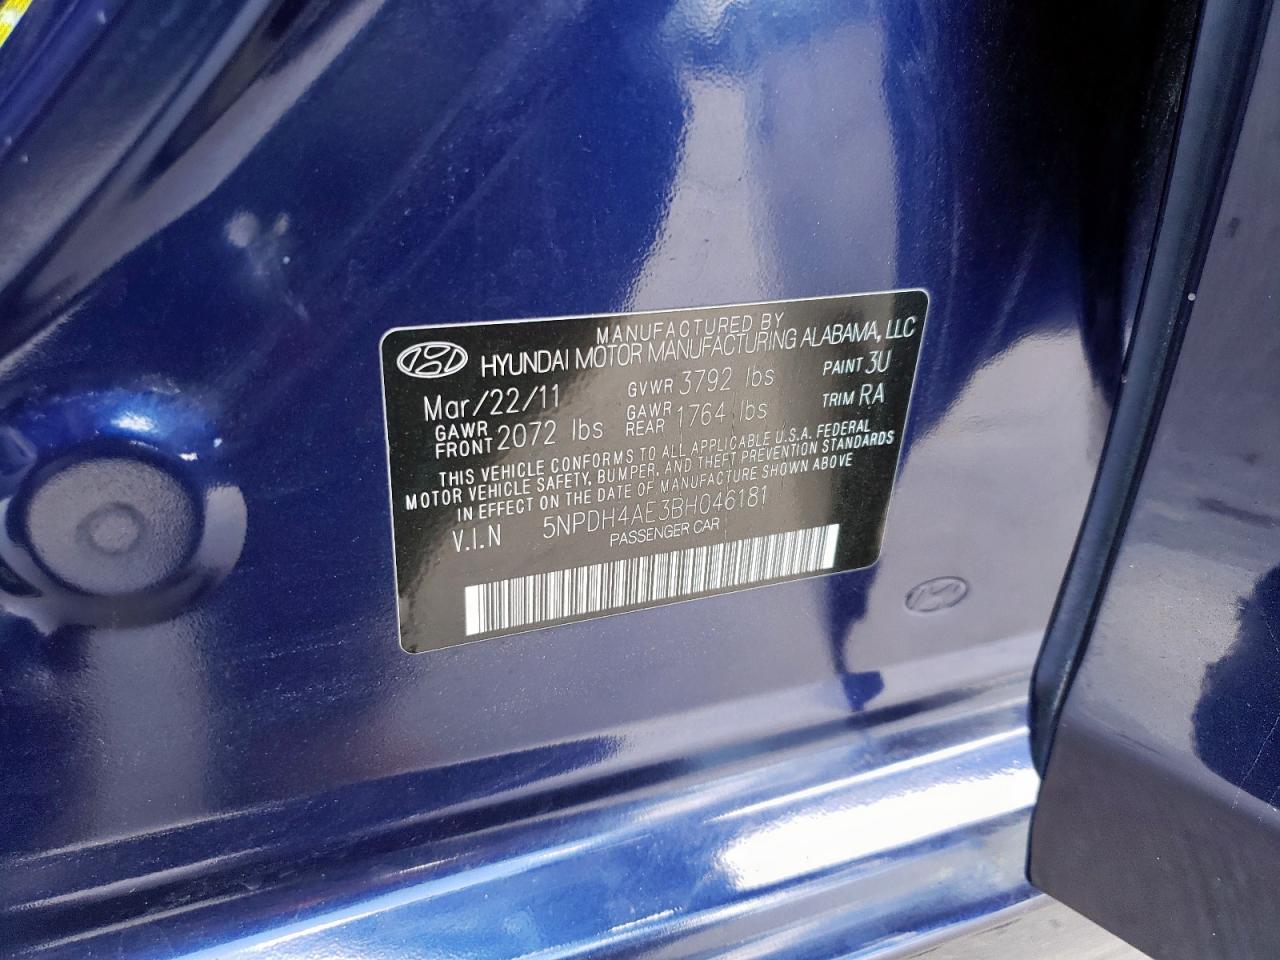 MANUFACTURED BY
HYUNDAI MOTOR MANUFACTURING ALABAMA, LLC
Mar/22/11 GVWR 3792 lbs PAINT 3U
GAWR FRONT 2072 lbs GAWR REAR 1764 lbs TRIM RA
THIS VEHICLE CONFORMS TO ALL APPLICABLE U.S.A. FEDERAL
MOTOR VEHICLE SAFETY, BUMPER, AND THEFT PREVENTION STANDARDS
IN EFFECT ON THE DATE OF MANUFACTURE SHOWN ABOVE
V.I.N 5NPDH4AE3BH046181
PASSENGER CAR